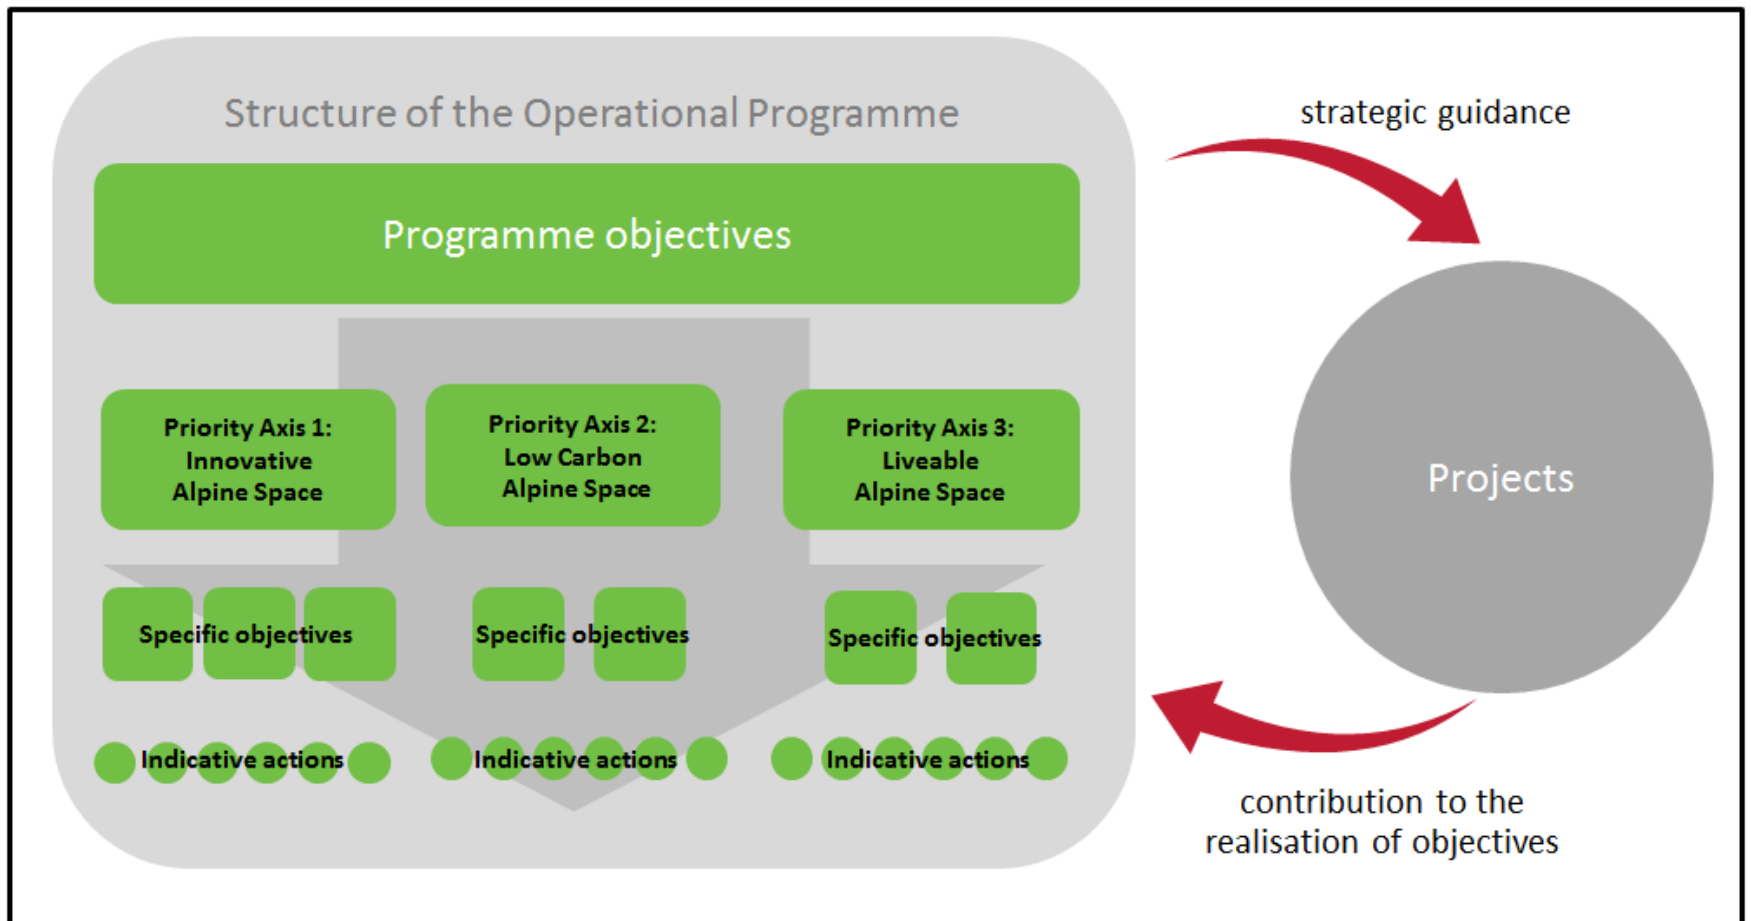 Structure of the Operational Programme
strategic guidance
Programme objectives
Priority Axis 1:
Innovative
Alpine Space
Priority Axis 2:
Low Carbon
Alpine Space
Priority Axis 3:
Liveable
Alpine Space
Projects
Specific objectives
Specific objectives
Specific objectives
Indicative actions
Indicative actions
Indicative actions
contribution to the
realisation of objectives